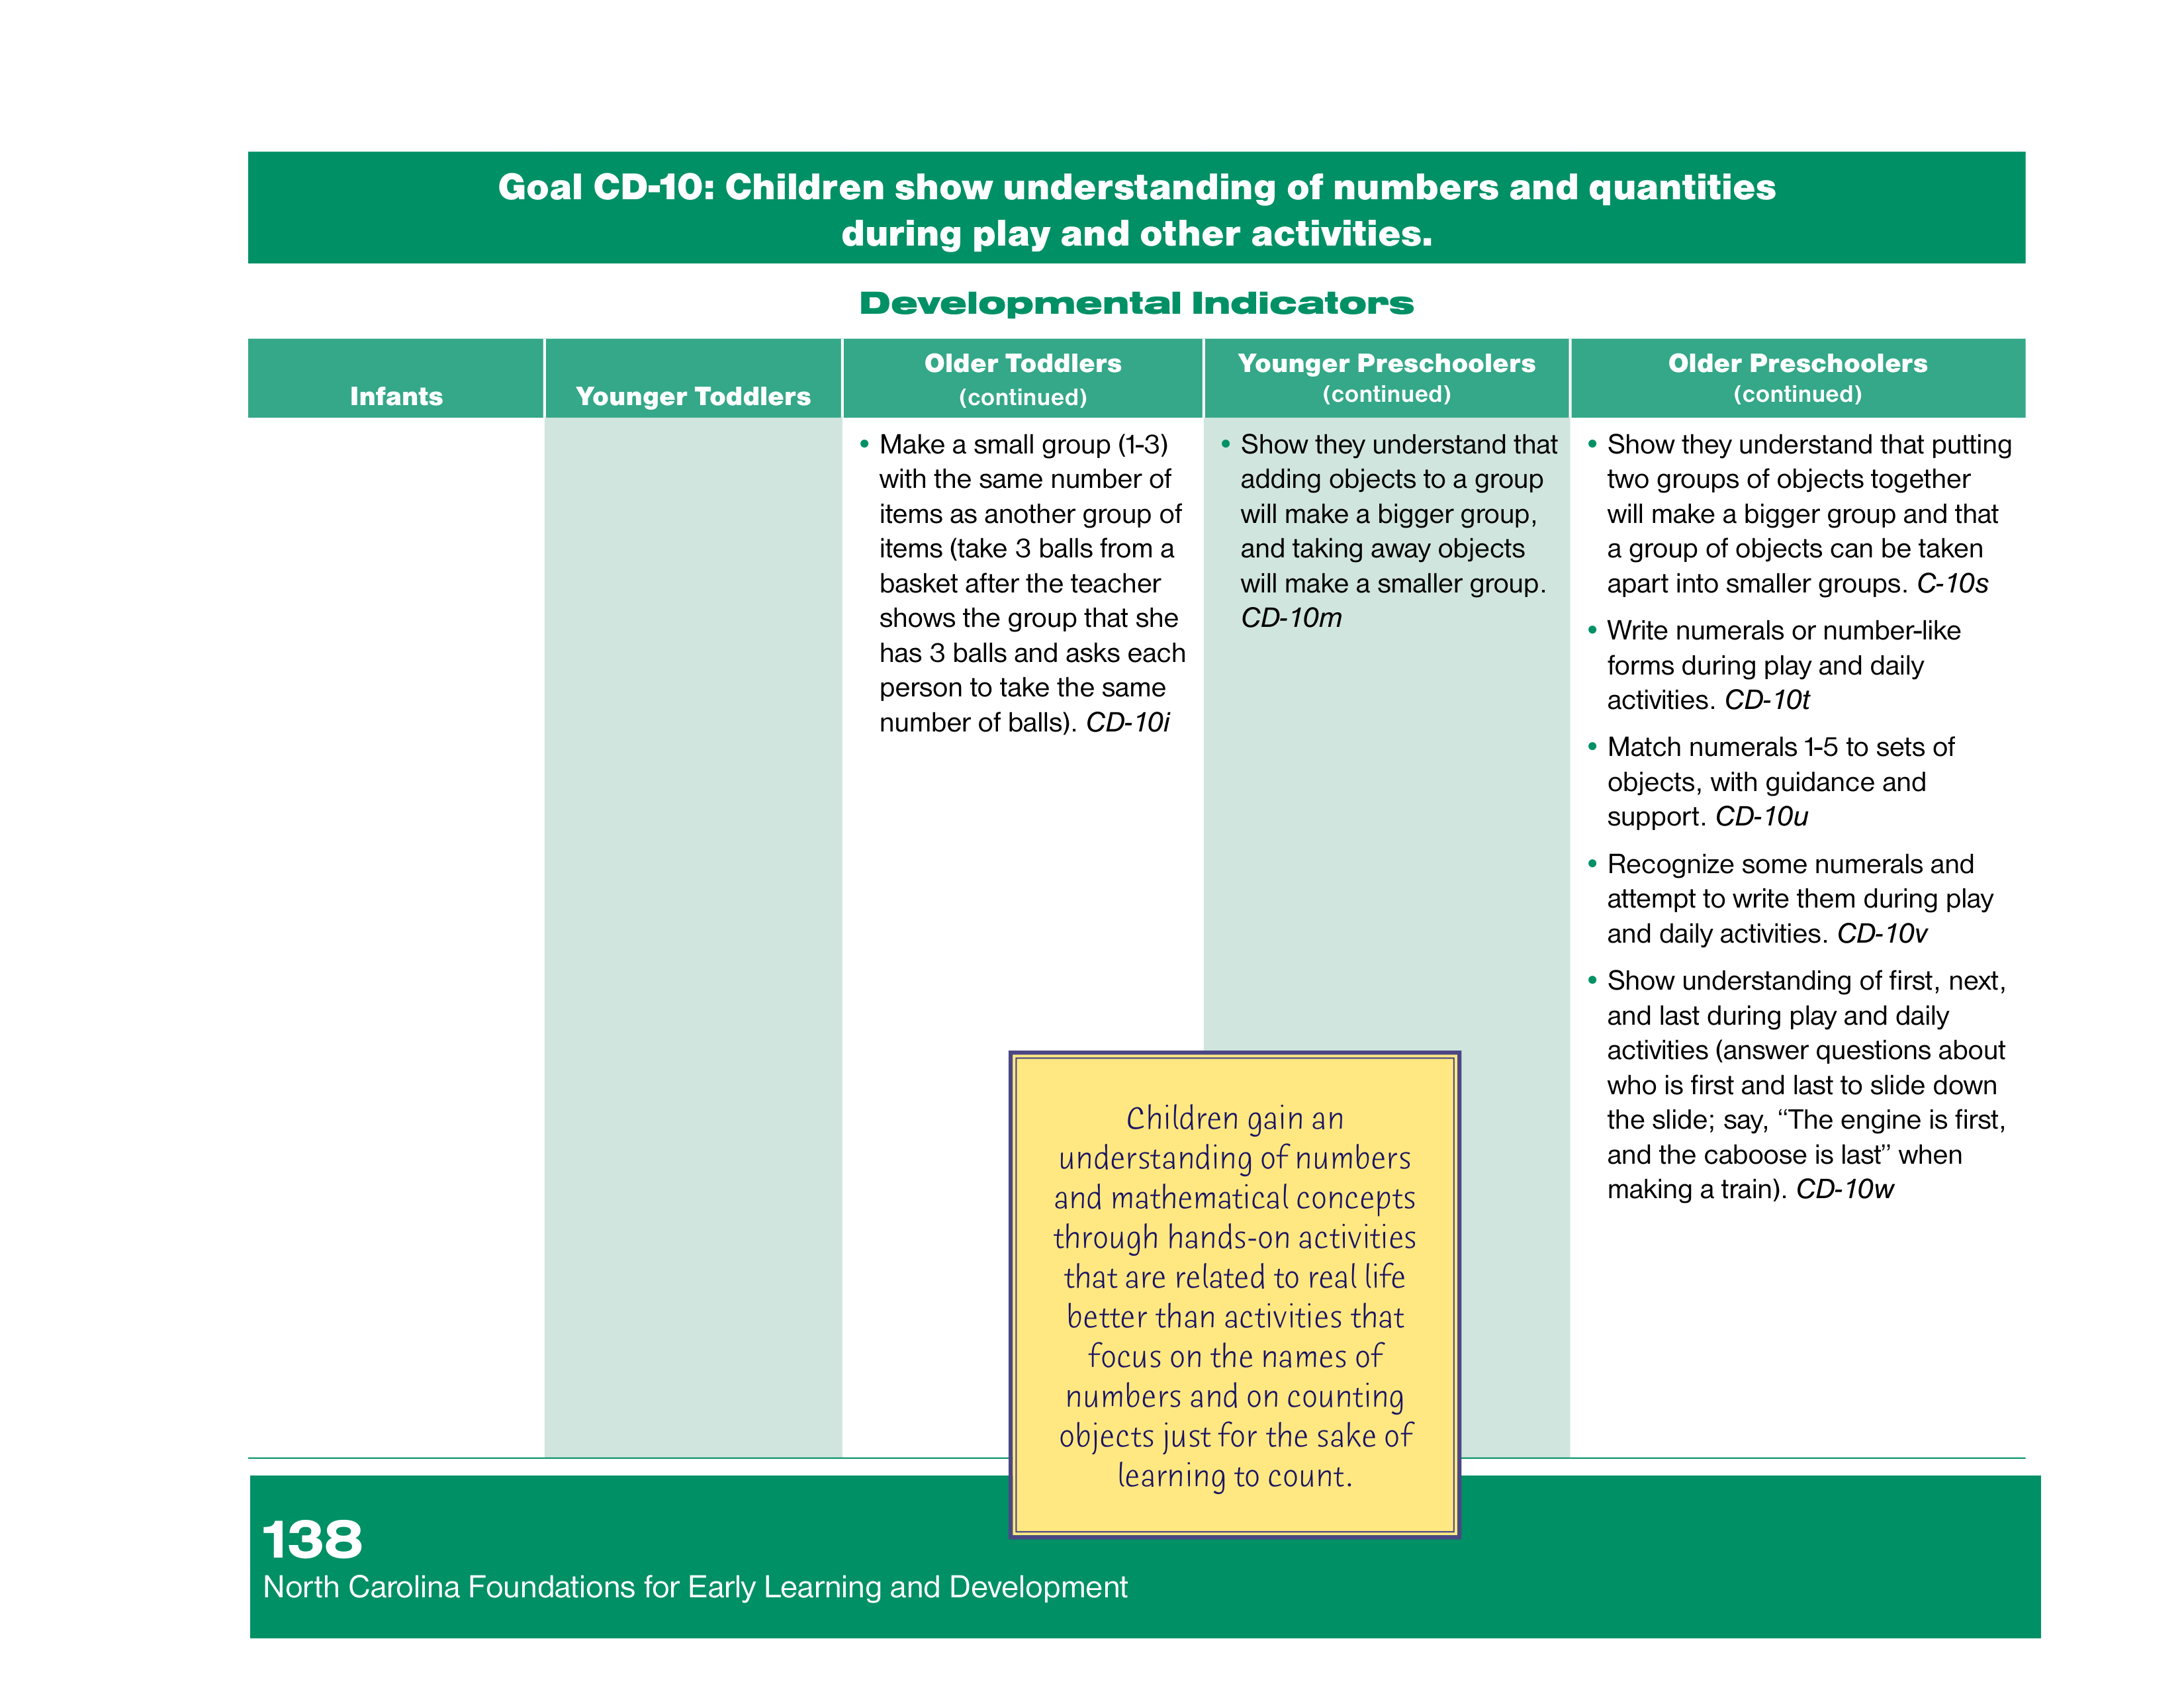 Goal CD-10: Children show understanding of numbers and quantities
during play and other activities.
Developmental Indicators
Infants
Younger Toddlers
Older Toddlers
(continued)
Younger Preschoolers
(continued)
Older Preschoolers
(continued)
• Make a small group (1-3)
with the same number of
items as another group of
items (take 3 balls from a
basket after the teacher
shows the group that she
has 3 balls and asks each
person to take the same
number of balls). CD-10i
• Show they understand that
adding objects to a group
will make a bigger group,
and taking away objects
will make a smaller group.
CD-10m
• Show they understand that putting
two groups of objects together
will make a bigger group and that
a group of objects can be taken
apart into smaller groups. C-10s
• Write numerals or number-like
forms during play and daily
activities. CD-10t
• Match numerals 1-5 to sets of
objects, with guidance and
support. CD-10u
• Recognize some numerals and
attempt to write them during play
and daily activities. CD-10v
• Show understanding of first, next,
and last during play and daily
activities (answer questions about
who is first and last to slide down
the slide; say, “The engine is first,
and the caboose is last” when
making a train). CD-10w
Children gain an
understanding of numbers
and mathematical concepts
through hands-on activities
that are related to real life
better than activities that
focus on the names of
numbers and on counting
objects just for the sake of
learning to count.
138
North Carolina Foundations for Early Learning and Development